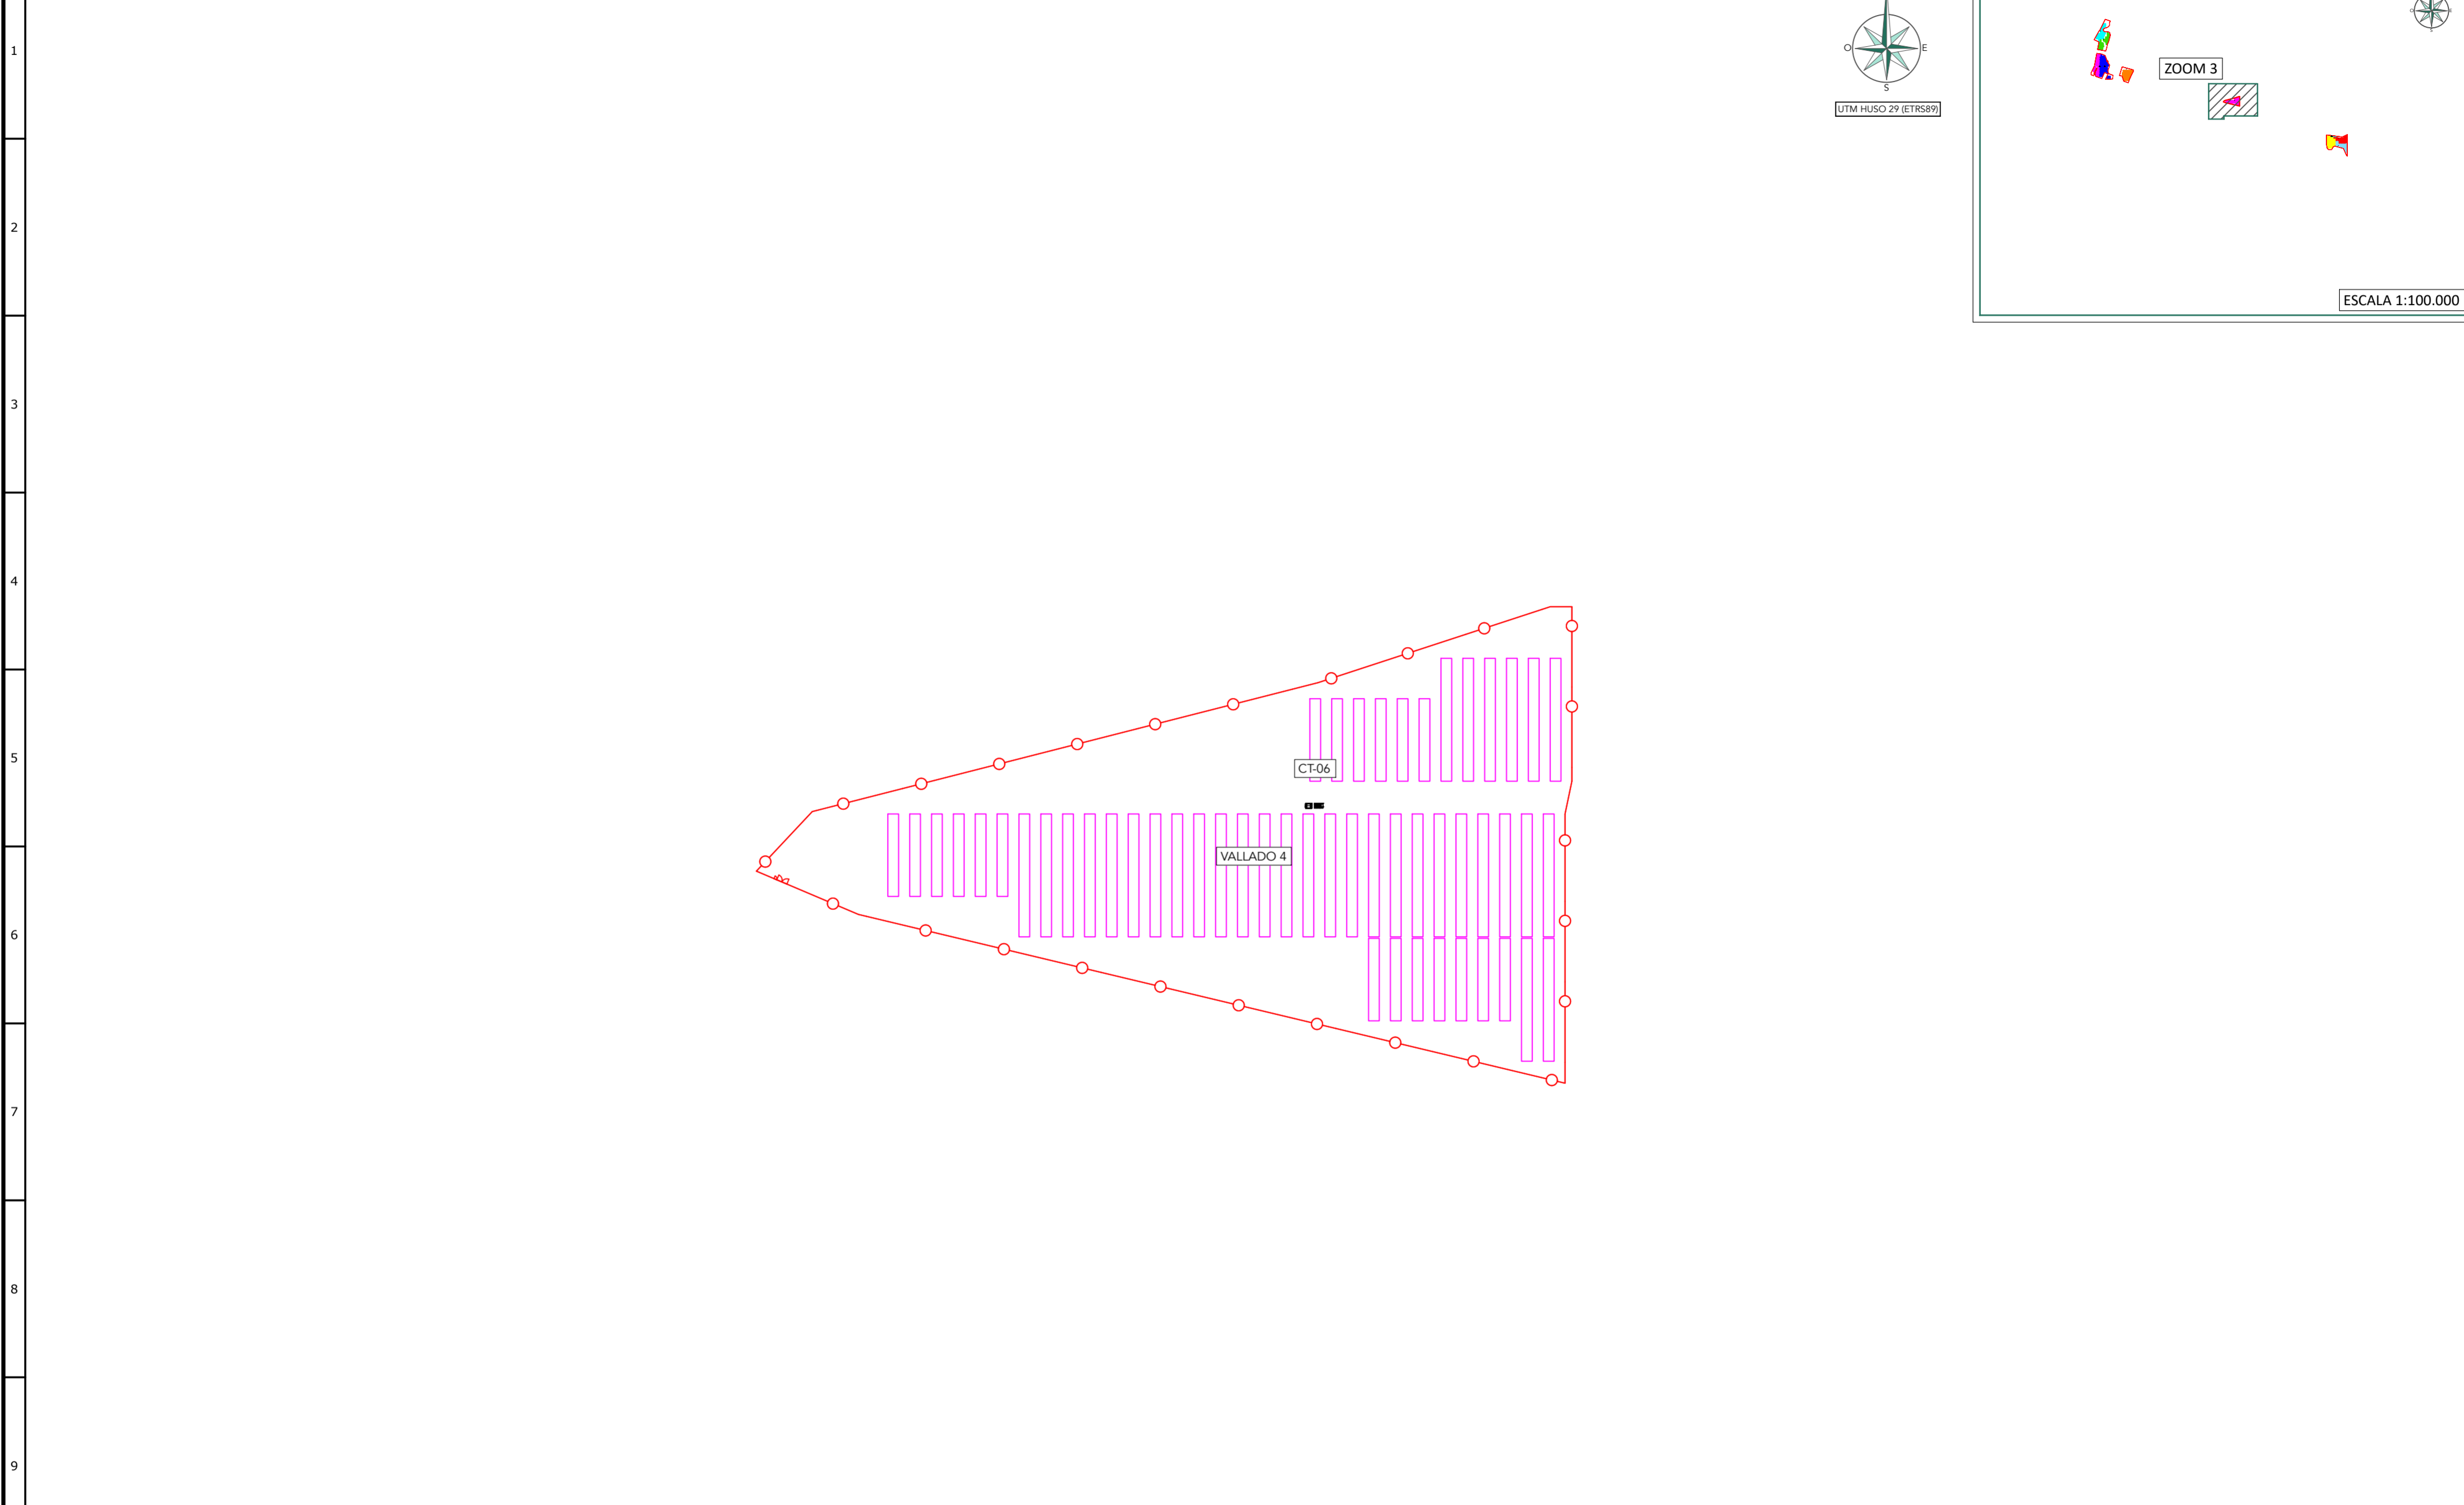 1
O
E
S
UTM HUSO 29 (ETRS89)
ZOOM 3
2
ESCALA 1:100.000
3
4
5
CT-06
VALLADO 4
6
7
8
9